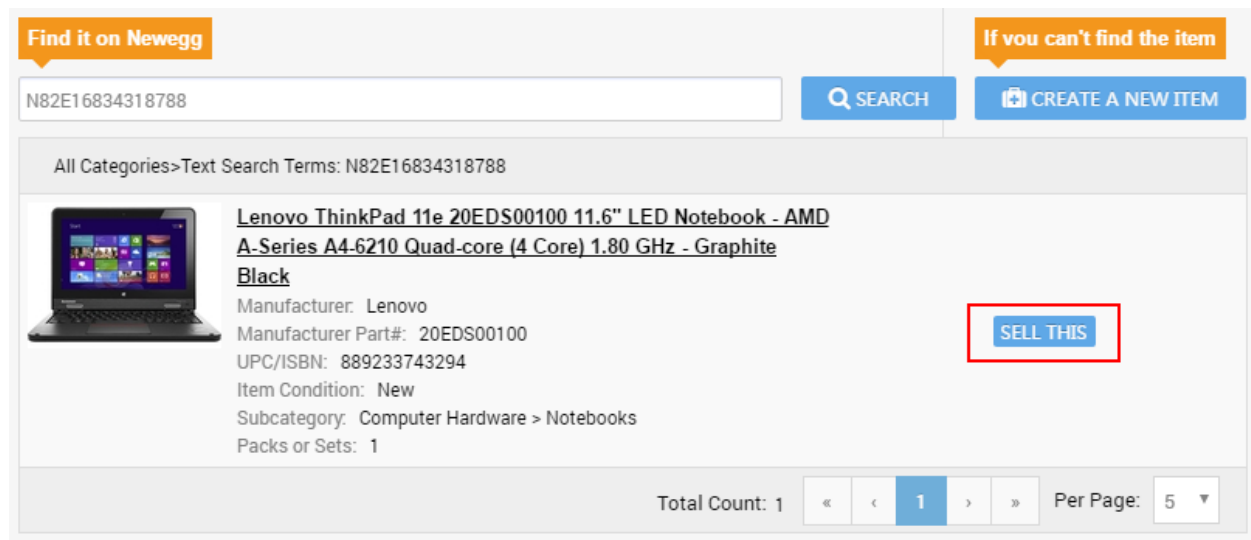 Find it on Newegg
If you can't find the item
N82E16834318788
SEARCH
CREATE A NEW ITEM
All Categories>Text Search Terms: N82E16834318788
Lenovo ThinkPad 11e 20EDS00100 11.6" LED Notebook - AMD
A-Series A4-6210 Quad-core (4 Core) 1.80 GHz - Graphite
Black
Manufacturer: Lenovo
Manufacturer Part#: 20EDS00100
SELL THIS
UPC/ISBN: 889233743294
Item Condition: New
Subcategory: Computer Hardware > Notebooks
Packs or Sets: 1
Total Count: 1 « ‹ 1 › » Per Page: 5